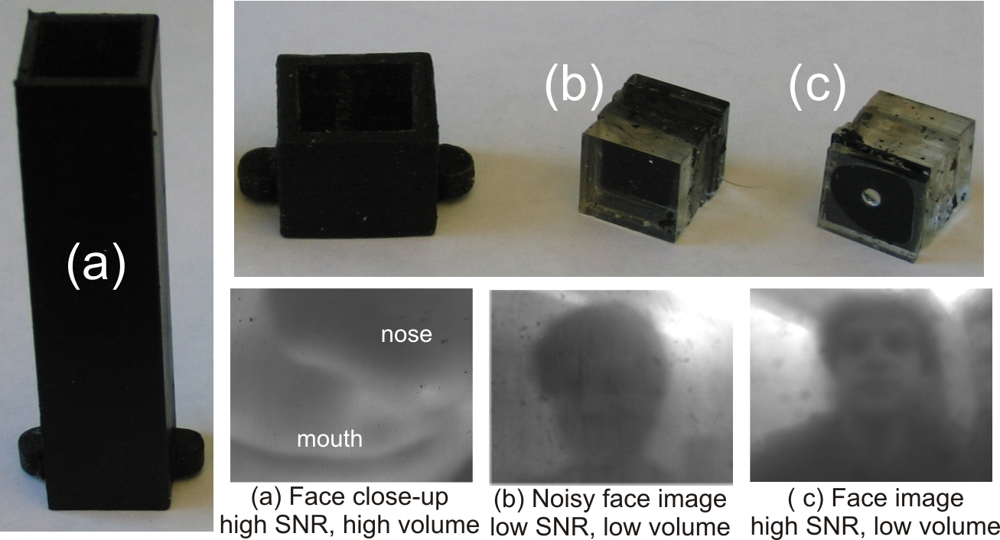 (a)
(b)
(c)
nose
mouth
(a) Face close-up
high SNR, high volume
(b) Noisy face image
low SNR, low volume
( c) Face image
high SNR, low volume